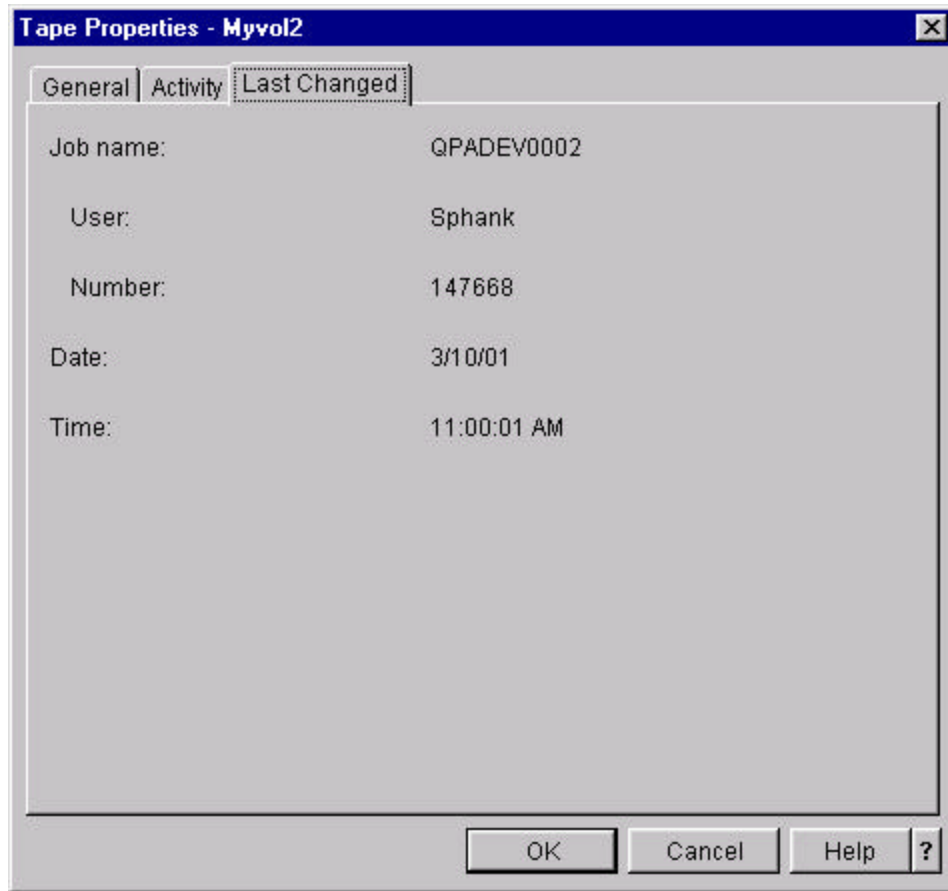 Tape Properties - Myvol2
General Activity Last Changed
Job name: QPADEV0002
User: Sphank
Number: 147668
Date: 3/10/01
Time: 11:00:01 AM
OK Cancel Help ?